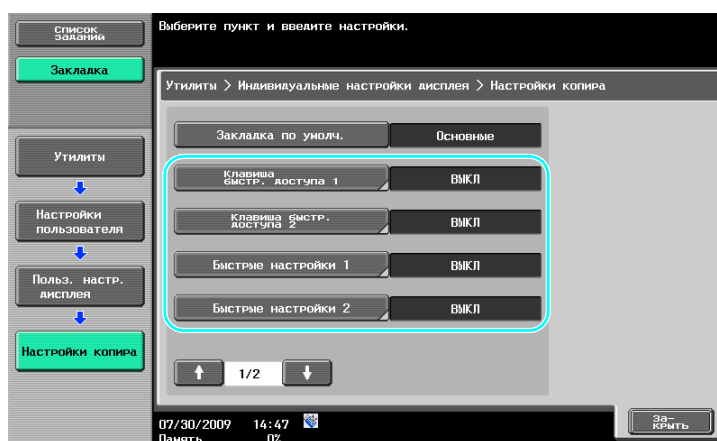 Список
заданий
Закладка
Выберите пункт и введите настройки.
Утилиты > Индивидуальные настройки дисплея > Настройки копира
Утилиты
Настройки
пользователя
Польз. настр.
дисплея
Настройки копира
Закладка по умолч. Основные
Клавиша
быстр. доступа 1 ВЫКЛ
Клавиша быстр.
доступа 2 ВЫКЛ
Быстрые настройки 1 ВЫКЛ
Быстрые настройки 2 ВЫКЛ
1/2
07/30/2009 14:47
Память 0%
За-
крыть